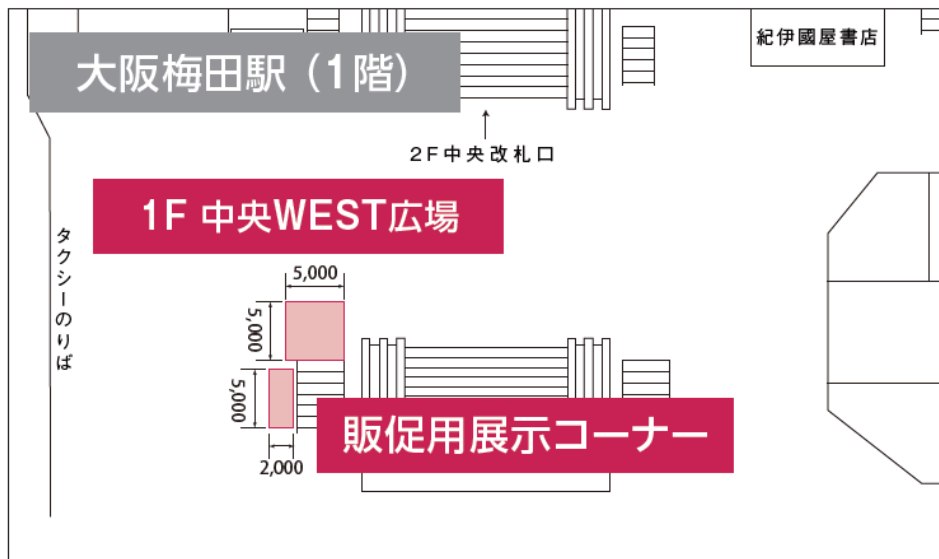 大阪梅田駅（1階）
紀伊國屋書店
2F中央改札口
1F 中央WEST広場
タクシーのりば
5,000
5,000
5,000
2,000
販促用展示コーナー